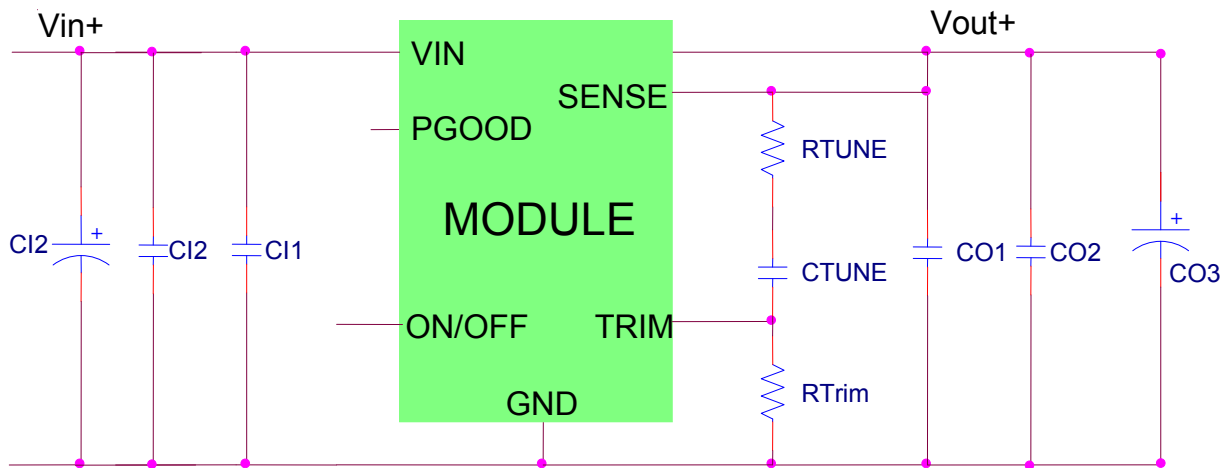 Vin+
Vout+
VIN
SENSE
PGOOD
RTUNE
MODULE
CI2
+
CI2
CI1
CTUNE
CO1
CO2
+
CO3
ON/OFF
TRIM
RTrim
GND